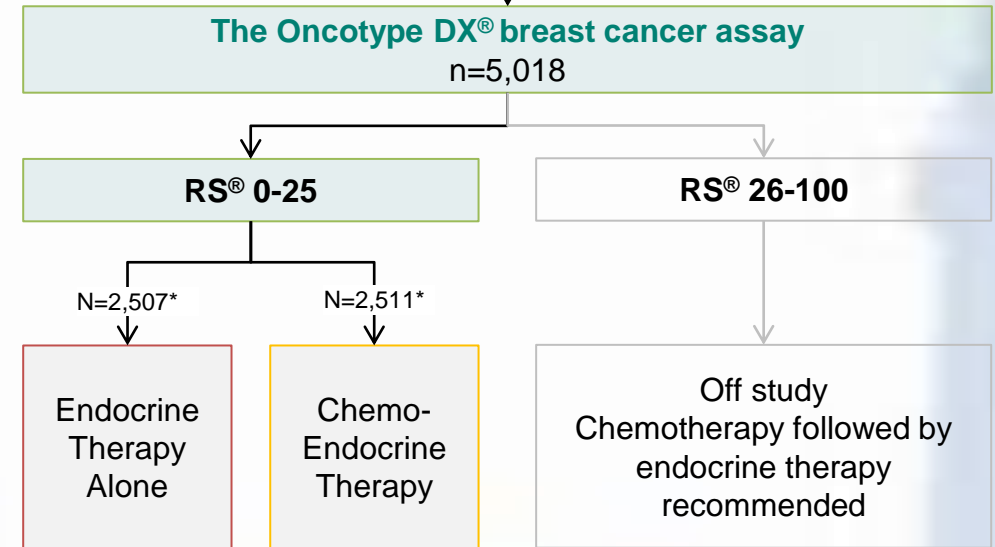 The Oncotype DX® breast cancer assay
n=5,018
RS® 0-25
RS® 26-100
N=2,507*
N=2,511*
Endocrine
Therapy
Alone
Chemo-
Endocrine
Therapy
Off study
Chemotherapy followed by
endocrine therapy
recommended